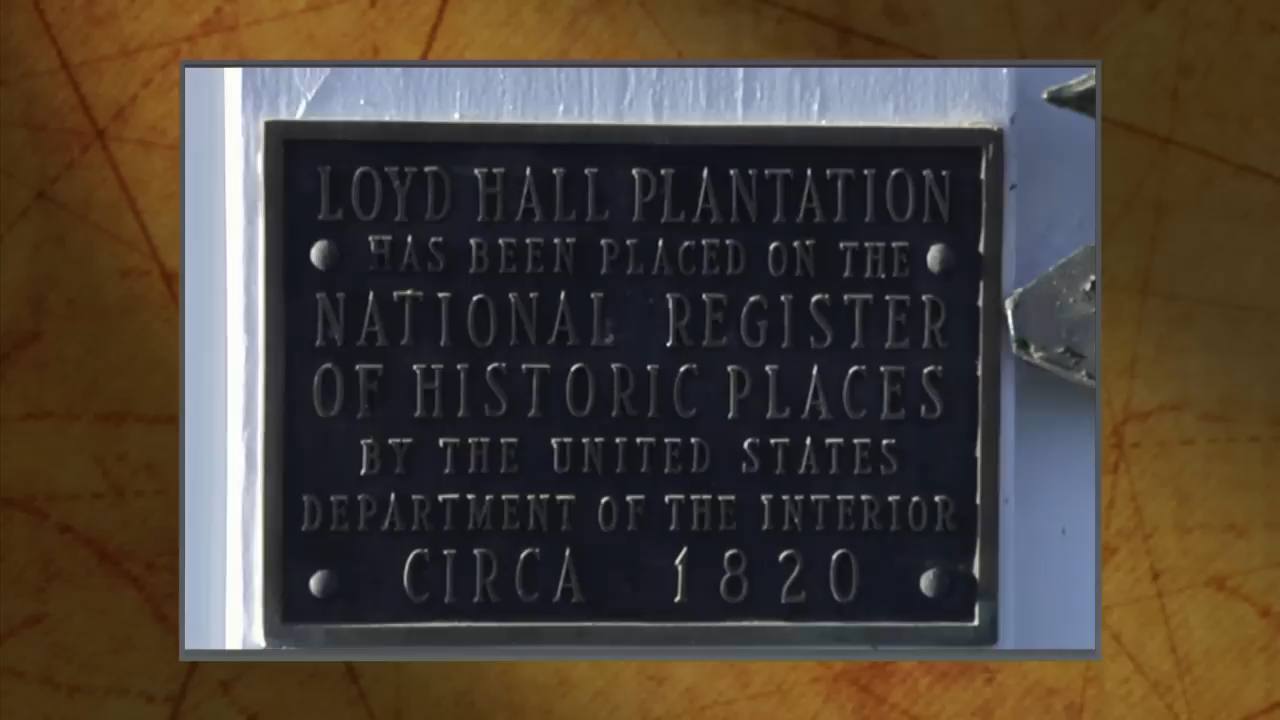 LOYD HALL PLANTATION
HAS BEEN PLACED ON THE
NATIONAL REGISTER
OF HISTORIC PLACES
BY THE UNITED STATES
DEPARTMENT OF THE INTERIOR
CIRCA 1820